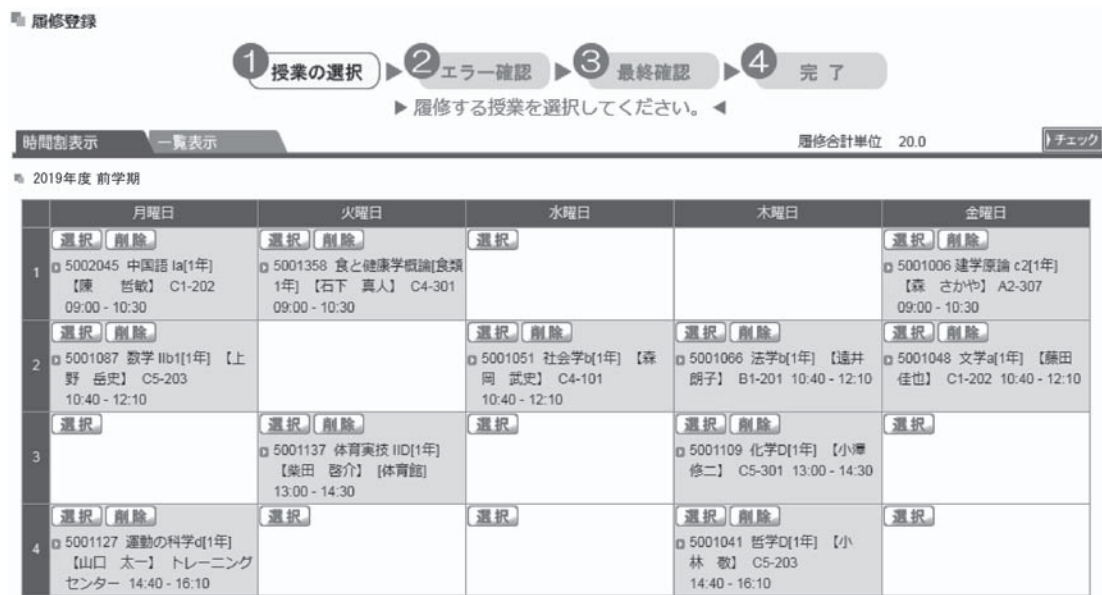 履修登録
1 授業の選択 ▶ 2 エラー確認 ▶ 3 最終確認 ▶ 4 完了
▶ 履修する授業を選択してください。 ◀
時間割表示 一覧表示 履修合計単位 20.0 チェック
2019年度 前学期
月曜日 火曜日 水曜日 木曜日 金曜日
1
選択 削除
5002045 中国語 Ia[1年]
【陳 哲敏】 C1-202
09:00 - 10:30
選択 削除
5001358 食と健康学概論[食類
1年] 【石下 真人】 C4-301
09:00 - 10:30
選択
選択 削除
5001006 建学原論 c2[1年]
【森 さかや】 A2-307
09:00 - 10:30
2
選択 削除
5001087 数学 IIb1[1年] 【上
野 岳史】 C5-203
10:40 - 12:10
選択 削除
5001051 社会学b[1年] 【森
岡 武史】 C4-101
10:40 - 12:10
選択 削除
5001066 法学b[1年] 【遠井
朗子】 B1-201 10:40 - 12:10
選択 削除
5001048 文学a[1年] 【藤田
佳也】 C1-202 10:40 - 12:10
3
選択
選択 削除
5001137 体育実技 IID[1年]
【柴田 啓介】 [体育館]
13:00 - 14:30
選択
選択 削除
5001109 化学D[1年] 【小澤
修二】 C5-301 13:00 - 14:30
選択
4
選択 削除
5001127 運動の科学d[1年]
【山口 太一】 トレーニング
センター 14:40 - 16:10
選択
選択
選択 削除
5001041 哲学D[1年] 【小
林 敬】 C5-203
14:40 - 16:10
選択